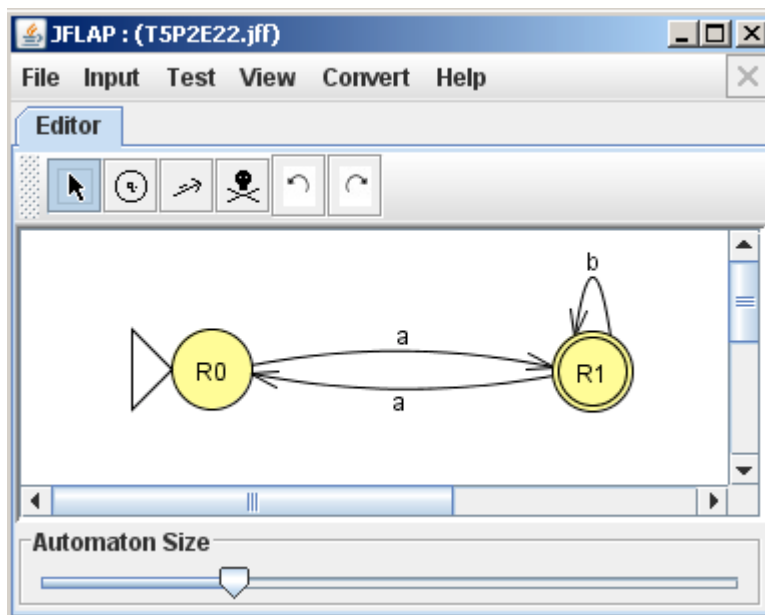 JFLAP : (T5P2E22.jff)
File Input Test View Convert Help
Editor
b
a
R0 R1
a
Automaton Size